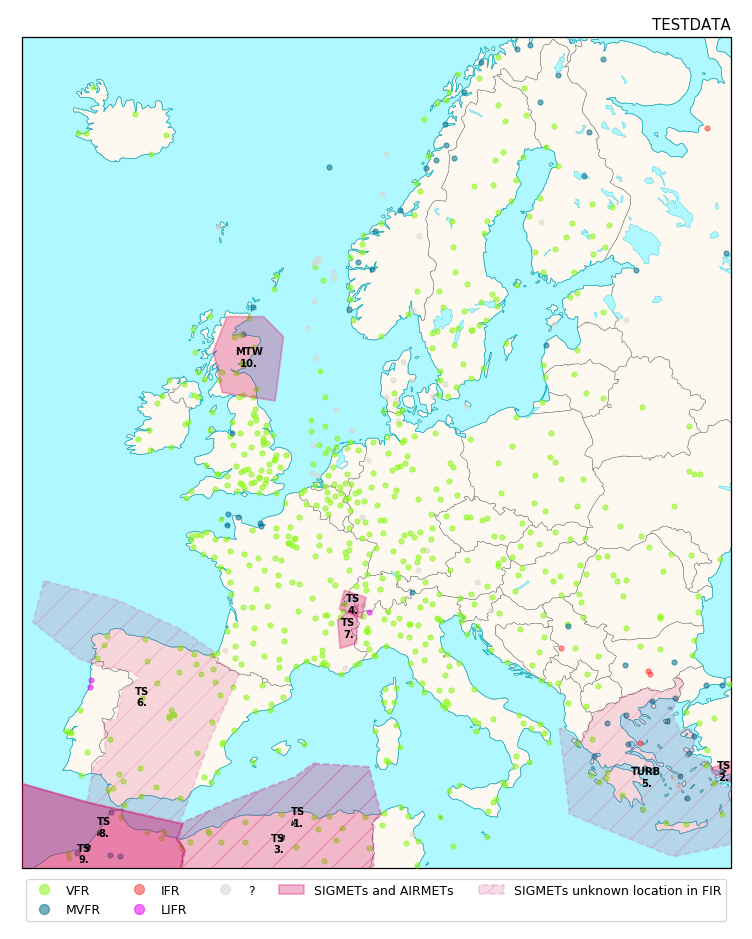 TESTDATA
MTW
10.
TS
4.
TS
7.
TS
6.
TURB
5.
TS
2.
TS
1.
TS
8.
TS
3.
TS
9.
VFR
IFR
?
SIGMETs and AIRMETs
SIGMETs unknown location in FIR
MVFR
LIFR